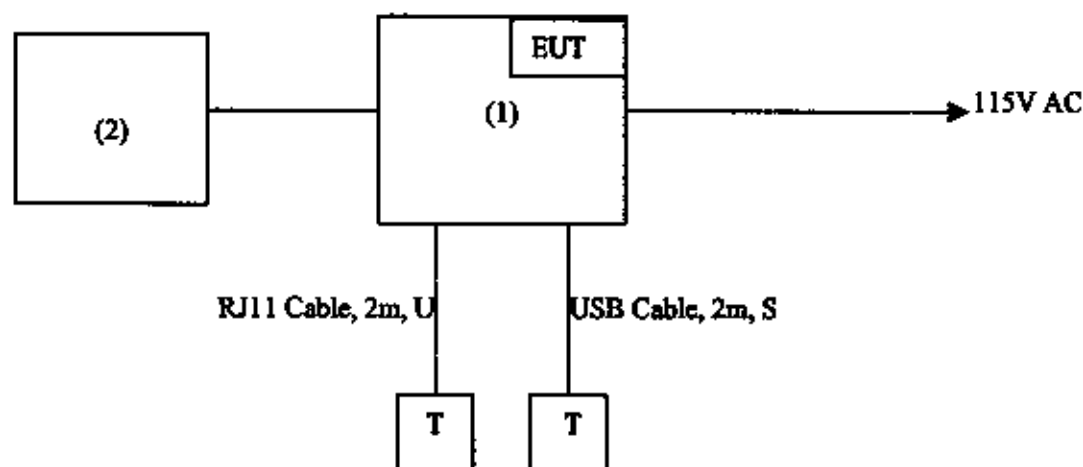 EUT
(1)
(2)
115V AC
RJ11 Cable, 2m, U
USB Cable, 2m, S
T
T